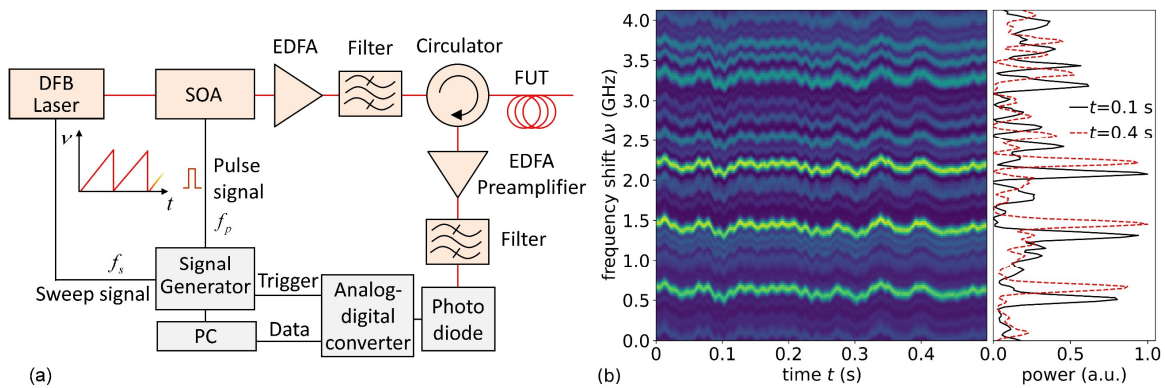 EDFA
Filter
Circulator
FUT
DFB
Laser
SOA
ν
t
Pulse
signal
f_p
EDFA
Preamplifier
Filter
f_s
Sweep signal
Signal
Generator
Trigger
Analog-
digital
converter
Photo
diode
PC
Data
(a)
frequency shift Δν (GHz)
4.0
3.5
3.0
2.5
2.0
1.5
1.0
0.5
0.0
0
0.1
0.2
0.3
0.4
time t (s)
(b)
t=0.1 s
t=0.4 s
0.0
0.5
1.0
power (a.u.)